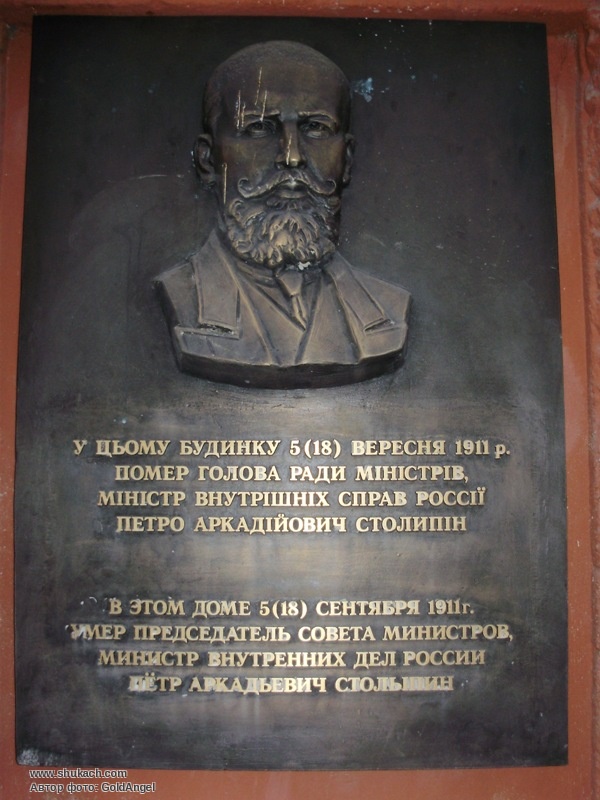 У ЦЬОМУ БУДИНКУ 5 (18) ВЕРЕСНЯ 1911 р.
ПОМЕР ГОЛОВА РАДИ МІНІСТРІВ,
МІНІСТР ВНУТРІШНІХ СПРАВ РОССІЇ
ПЕТРО АРКАДІЙОВИЧ СТОЛИПІН
В ЭТОМ ДОМЕ 5 (18) СЕНТЯБРЯ 1911 г.
УМЕР ПРЕДСЕДАТЕЛЬ СОВЕТА МИНИСТРОВ,
МИНИСТР ВНУТРЕННИХ ДЕЛ РОССИИ
ПЁТР АРКАДЬЕВИЧ СТОЛЫПИН
www.shukach.com
Автор фото: GoldAngel